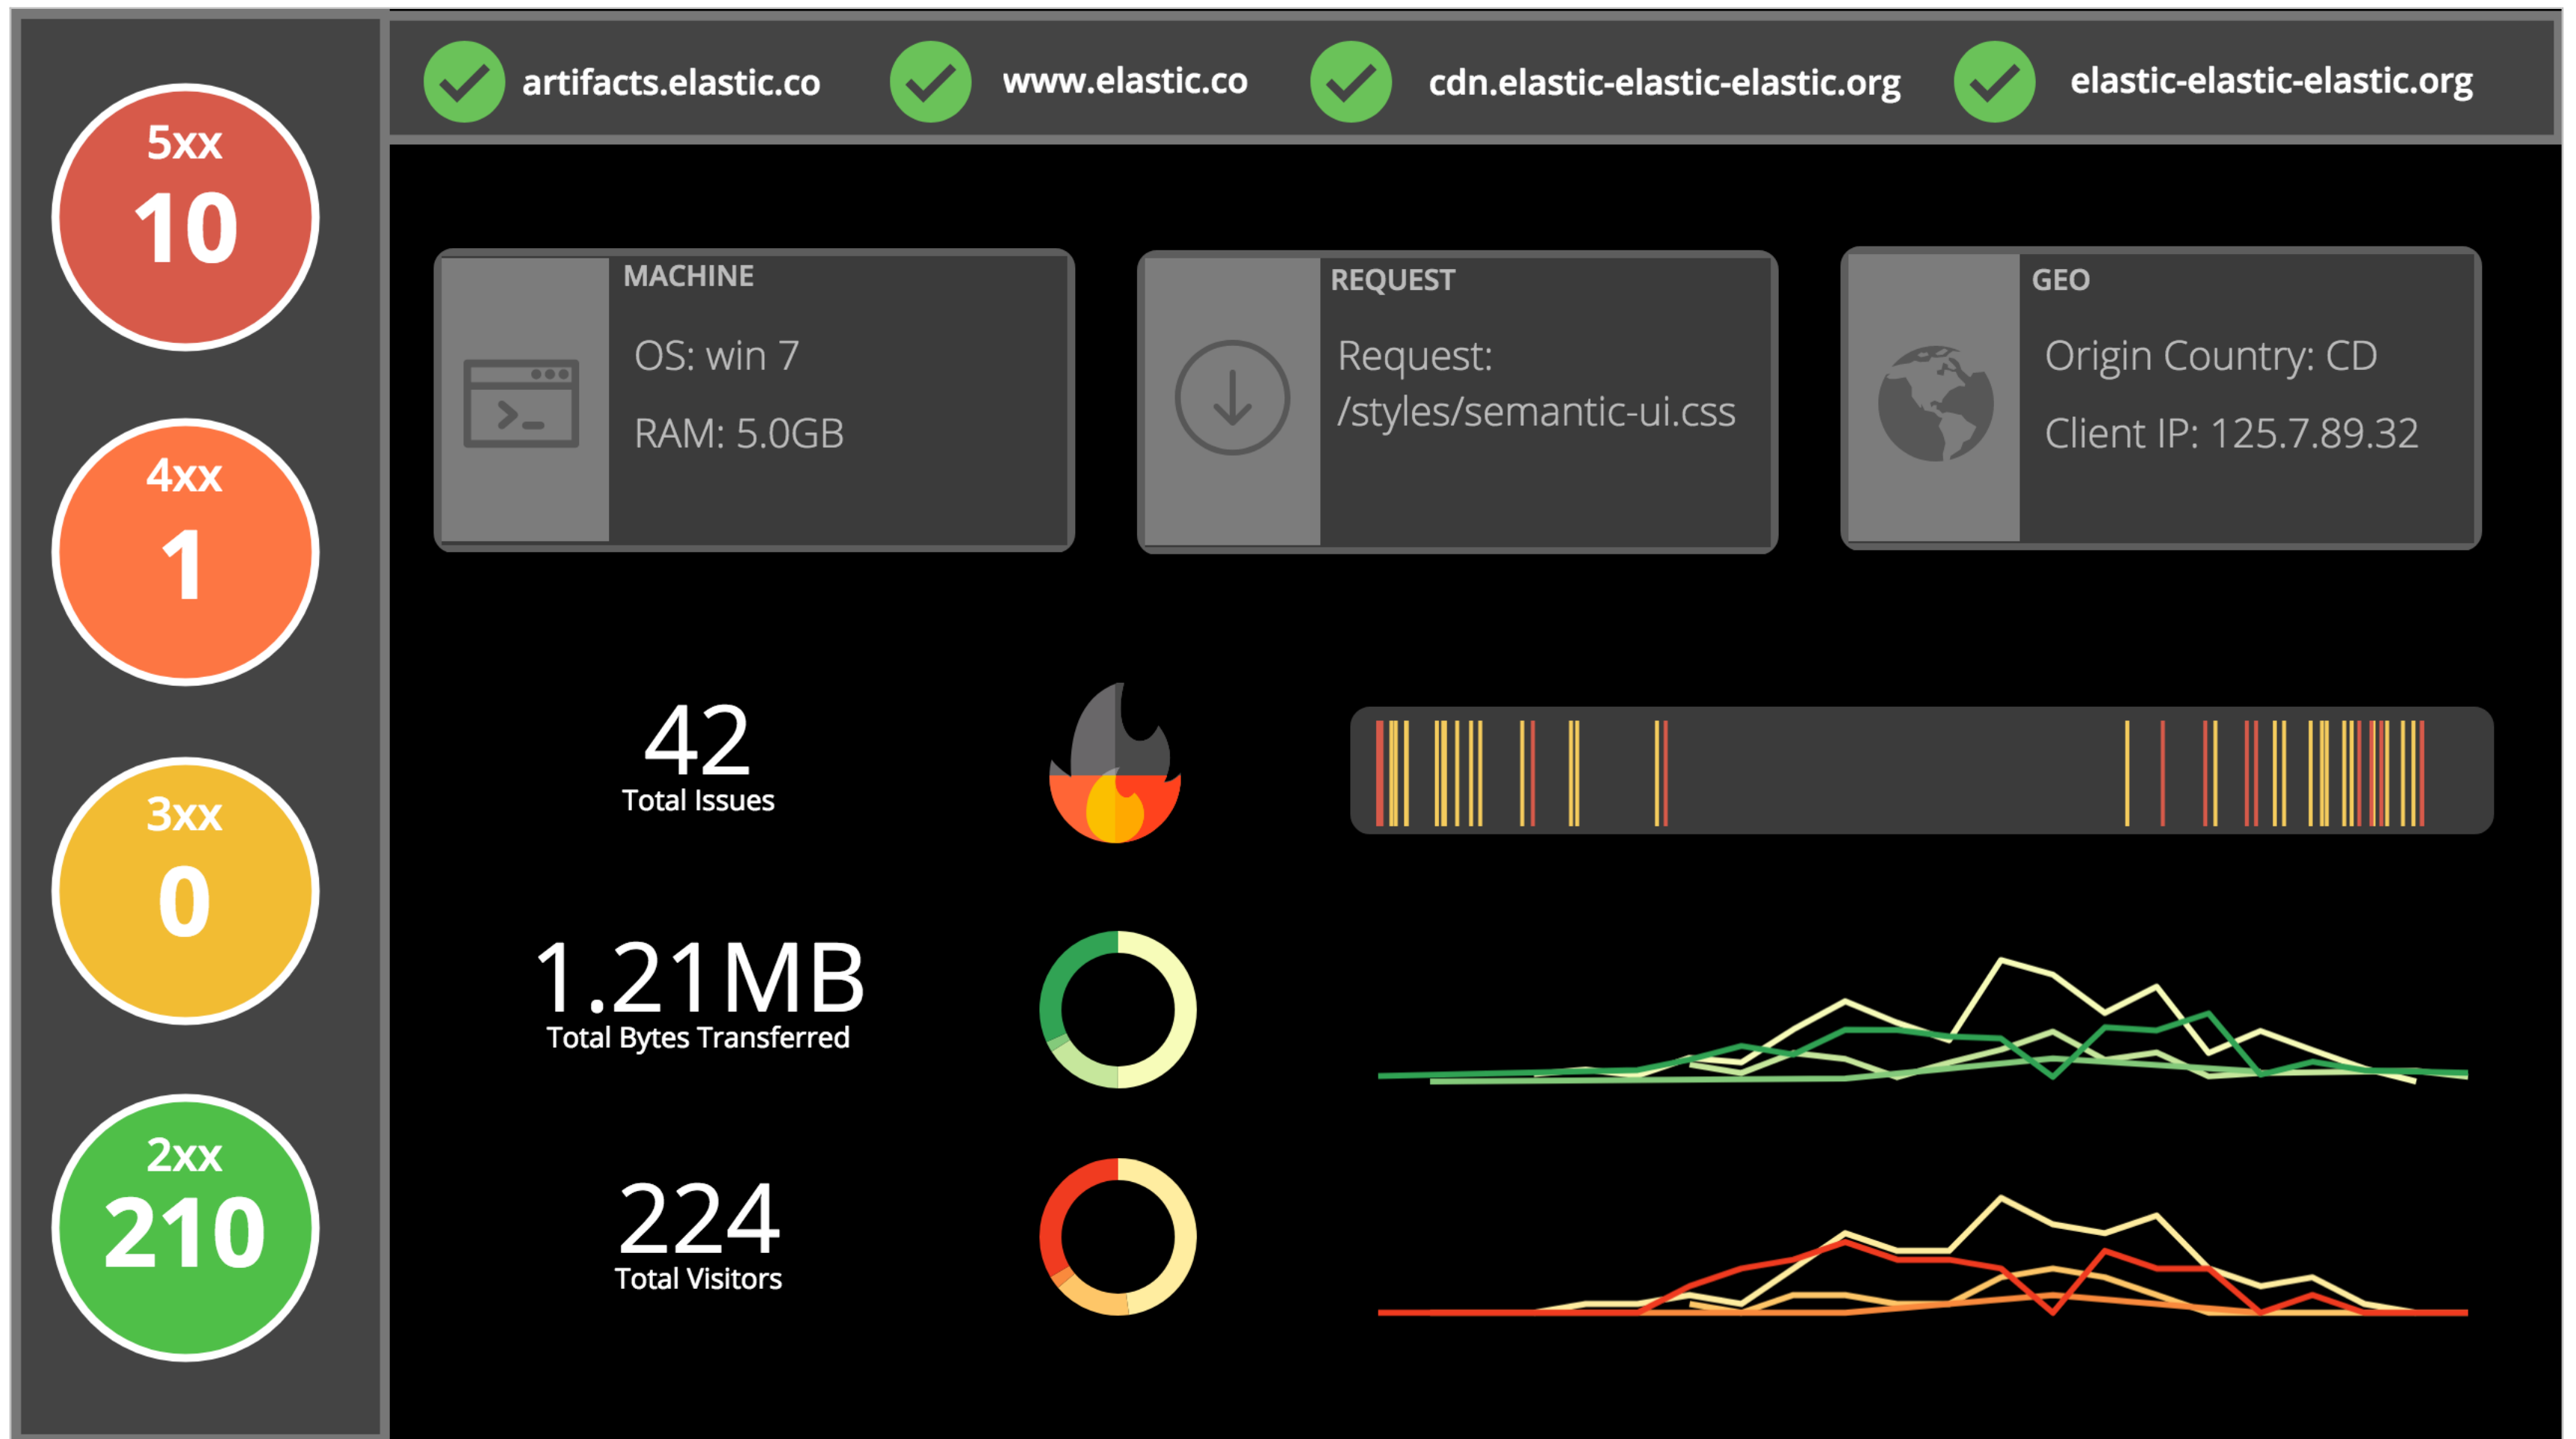 artifacts.elastic.co
www.elastic.co
cdn.elastic-elastic-elastic.org
elastic-elastic-elastic.org
5xx
10
4xx
1
3xx
0
2xx
210
MACHINE
OS: win 7
RAM: 5.0GB
REQUEST
Request:
/styles/semantic-ui.css
GEO
Origin Country: CD
Client IP: 125.7.89.32
42
Total Issues
1.21MB
Total Bytes Transferred
224
Total Visitors